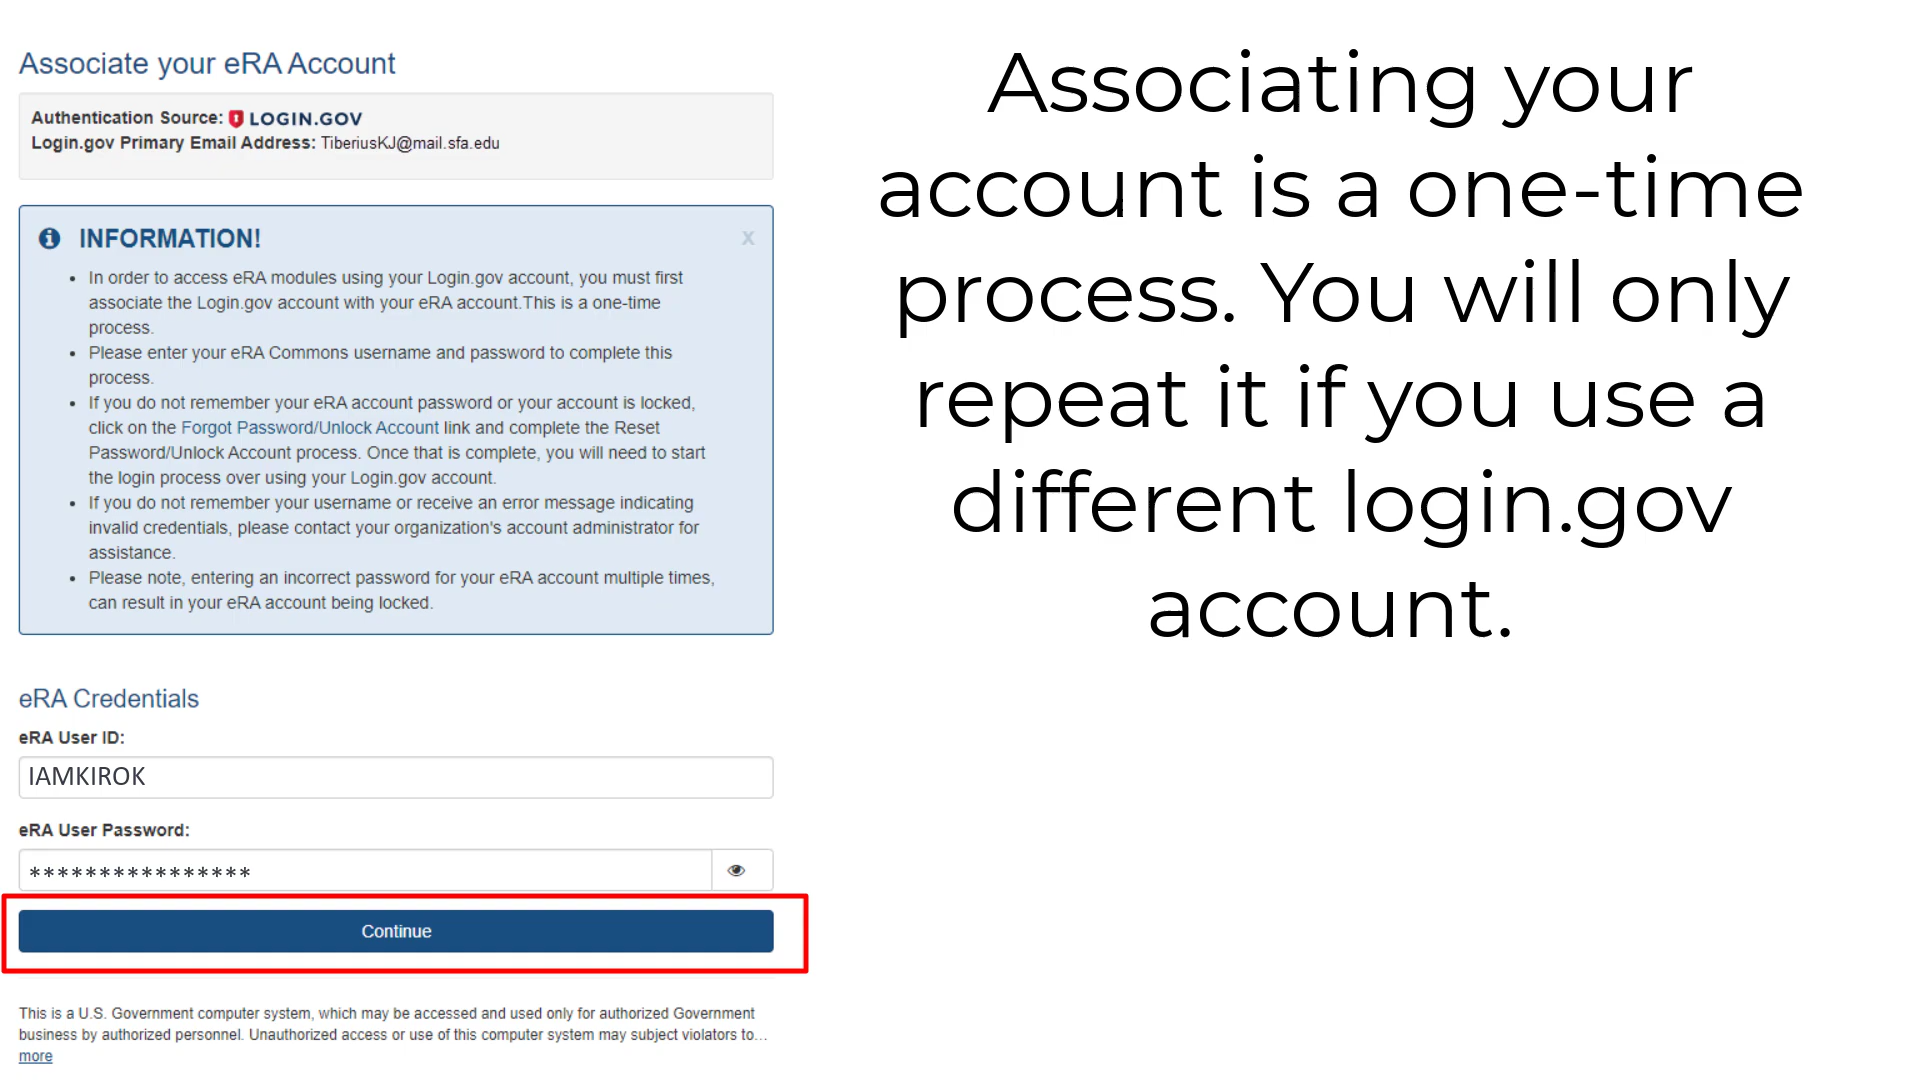 Associate your eRA Account
Authentication Source: LOGIN.GOV
Login.gov Primary Email Address: TiberiusKJ@mail.sfa.edu
INFORMATION!
x
• In order to access eRA modules using your Login.gov account, you must first
associate the Login.gov account with your eRA account.This is a one-time
process.
• Please enter your eRA Commons username and password to complete this
process.
• If you do not remember your eRA account password or your account is locked,
click on the Forgot Password/Unlock Account link and complete the Reset
Password/Unlock Account process. Once that is complete, you will need to start
the login process over using your Login.gov account.
• If you do not remember your username or receive an error message indicating
invalid credentials, please contact your organization's account administrator for
assistance.
• Please note, entering an incorrect password for your eRA account multiple times,
can result in your eRA account being locked.
eRA Credentials
eRA User ID:
IAMKIROK
eRA User Password:
****************
Continue
This is a U.S. Government computer system, which may be accessed and used only for authorized Government
business by authorized personnel. Unauthorized access or use of this computer system may subject violators to...
more
Associating your
account is a one-time
process. You will only
repeat it if you use a
different login.gov
account.